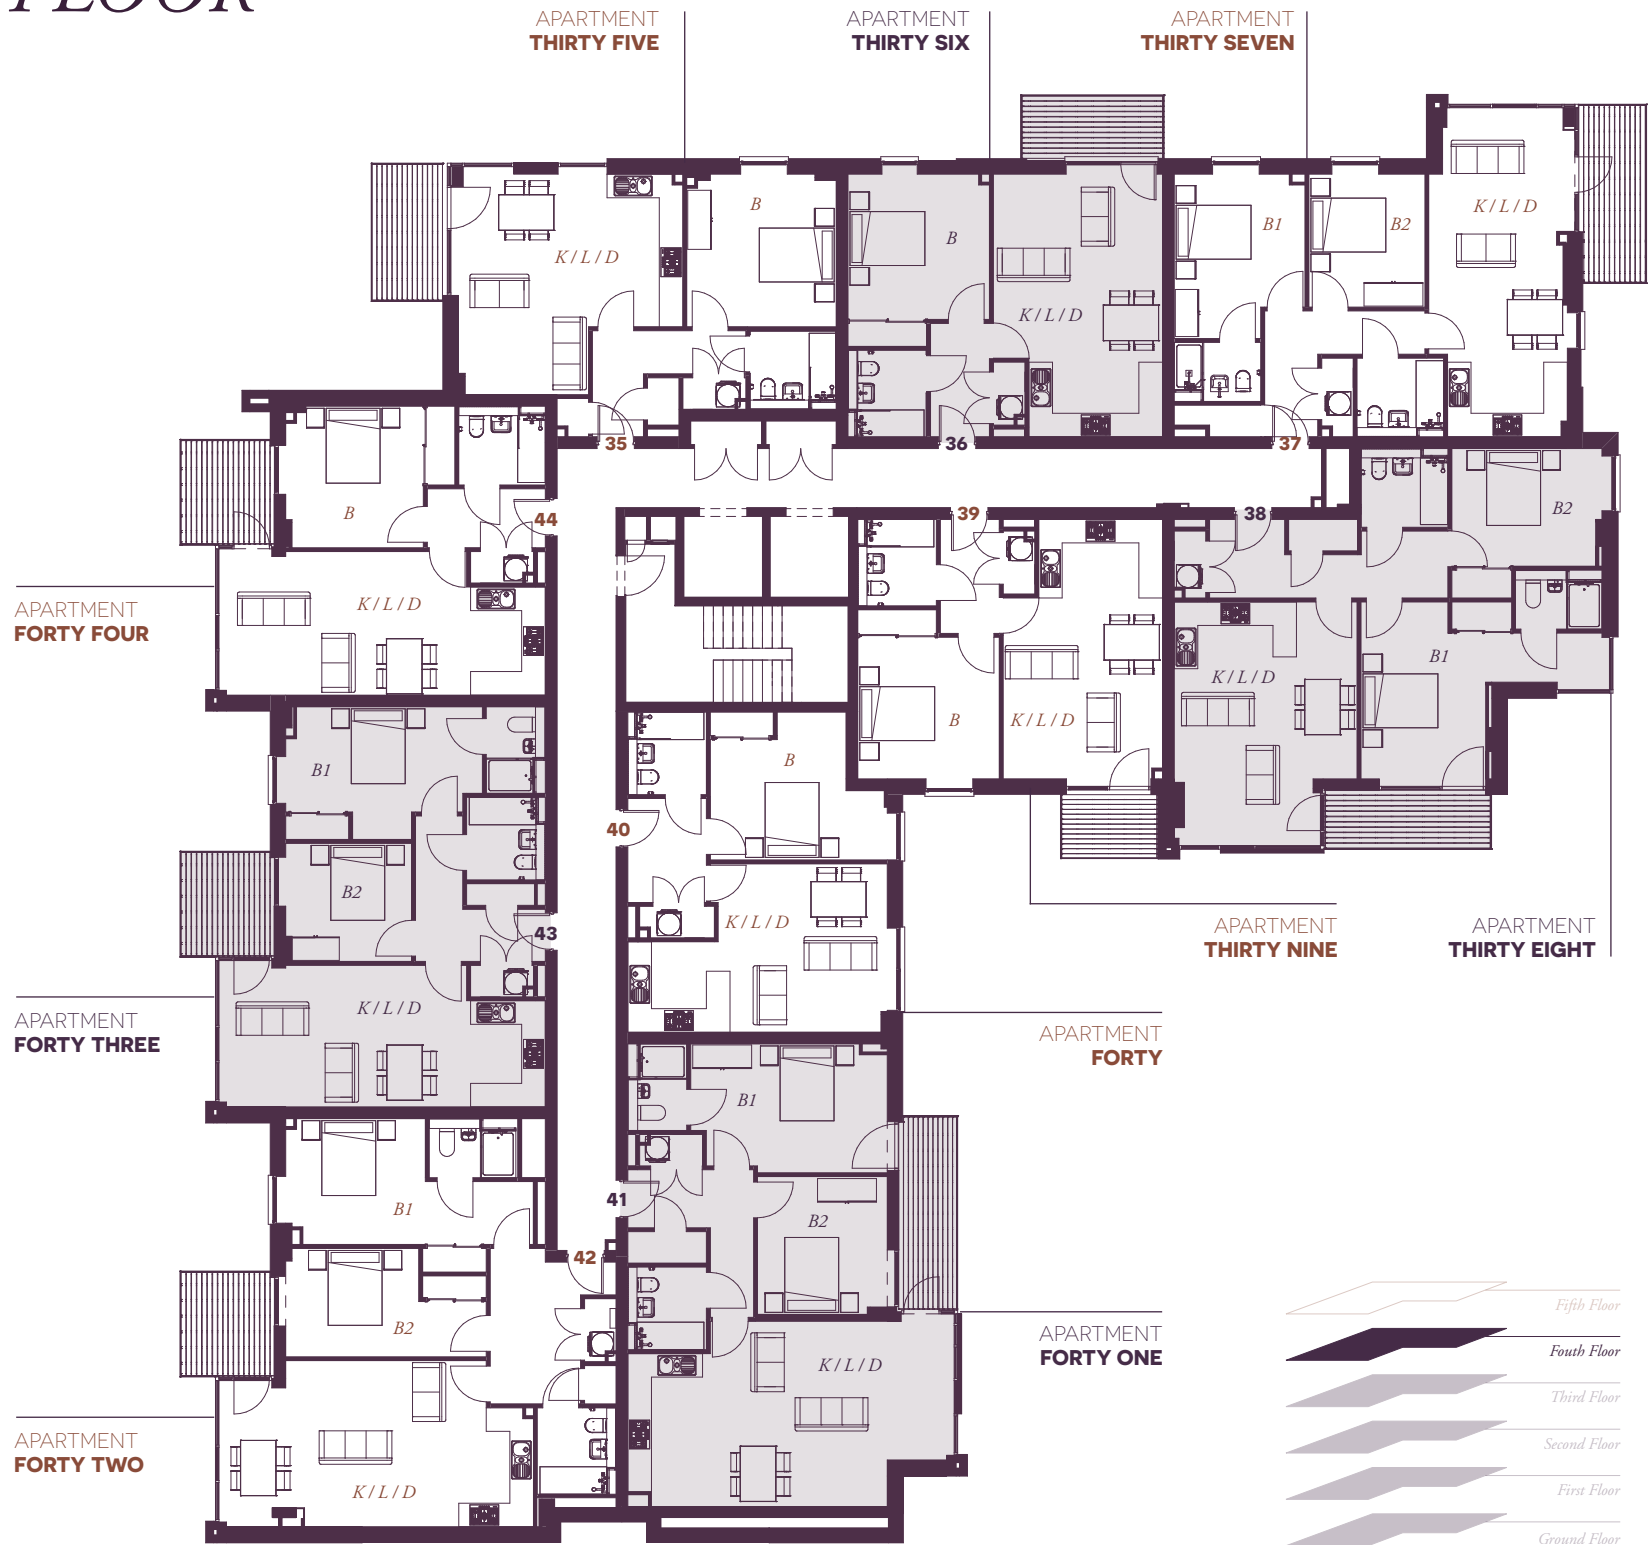 FLOOR
APARTMENT
THIRTY FIVE
APARTMENT
THIRTY SIX
APARTMENT
THIRTY SEVEN
B
K / L / D
B
K / L / D
B1
B2
K / L / D
35
36
37
44
39
38
B
B2
K / L / D
APARTMENT
FORTY FOUR
B1
K / L / D
B
K / L / D
B1
B
40
B2
43
K / L / D
APARTMENT
THIRTY NINE
APARTMENT
THIRTY EIGHT
K / L / D
APARTMENT
FORTY THREE
APARTMENT
FORTY
B1
41
B1
B2
42
B2
K / L / D
APARTMENT
FORTY ONE
APARTMENT
FORTY TWO
K / L / D
Fifth Floor
Fouth Floor
Third Floor
Second Floor
First Floor
Ground Floor